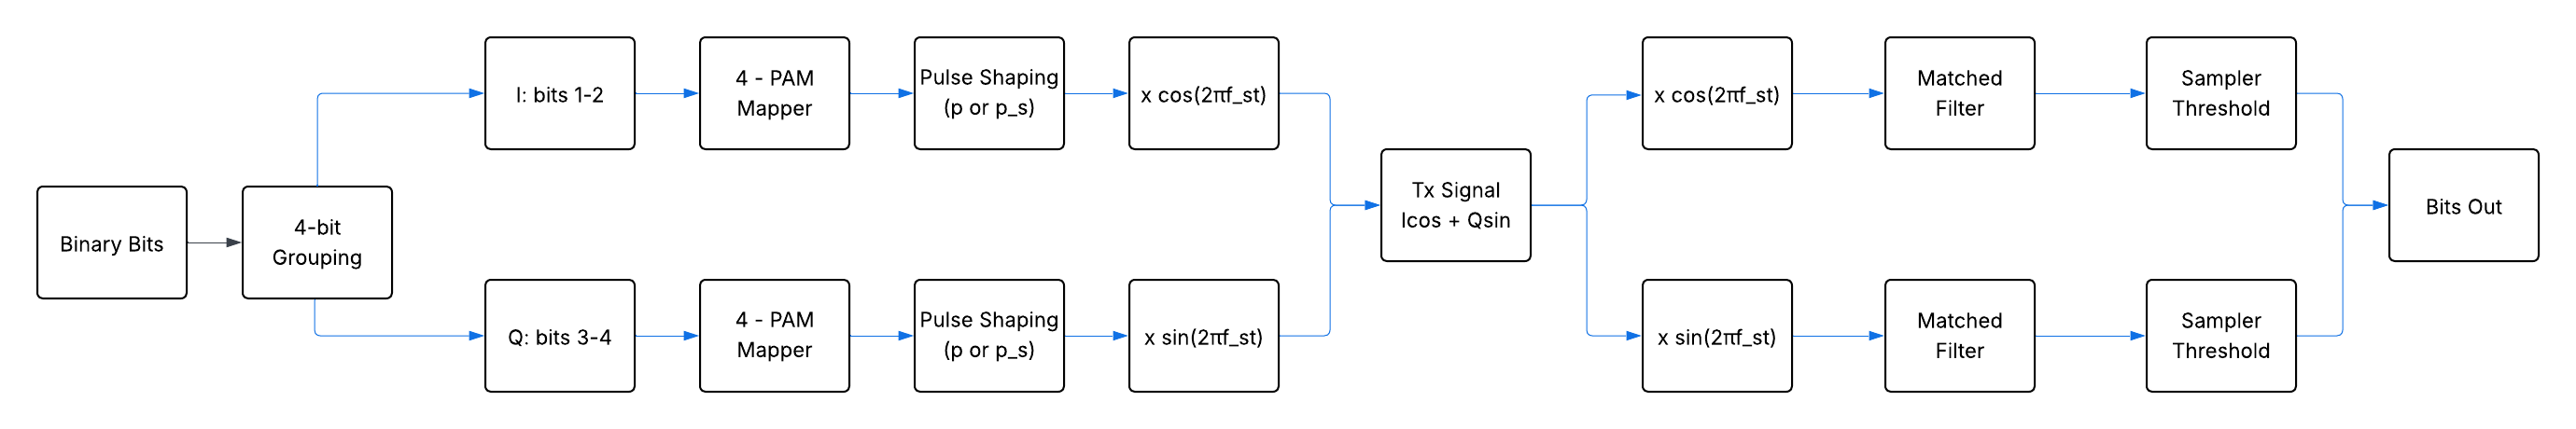 Binary Bits
4-bit
Grouping
I: bits 1-2
4 - PAM
Mapper
Pulse Shaping
(p or p_s)
x cos(2πf_st)
Q: bits 3-4
4 - PAM
Mapper
Pulse Shaping
(p or p_s)
x sin(2πf_st)
Tx Signal
Icos + Qsin
x cos(2πf_st)
Matched
Filter
Sampler
Threshold
x sin(2πf_st)
Matched
Filter
Sampler
Threshold
Bits Out